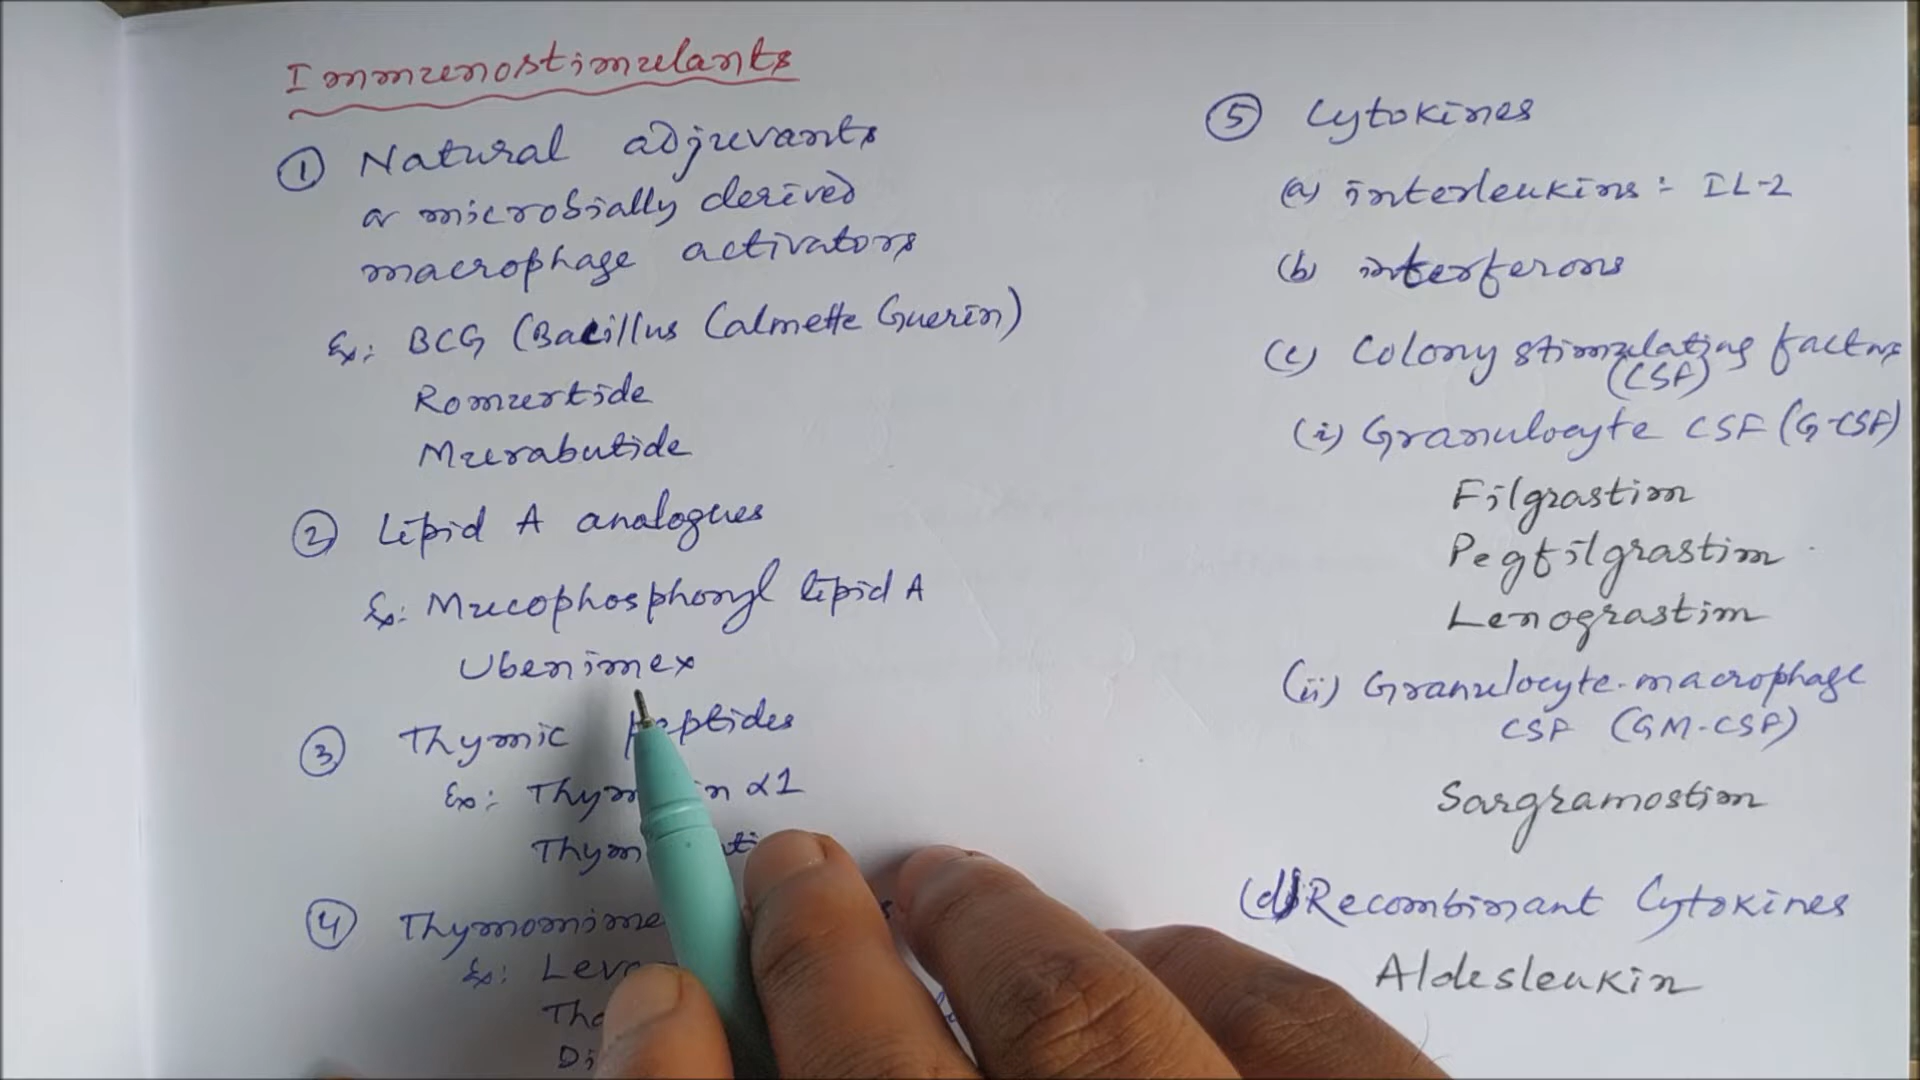 Immunostimulants
① Natural adjuvants
or microbially derived
macrophage activators
Ex: BCG (Bacillus Calmette Guerin)
Romurtide
Murabutide
② Lipid A analogues
Ex: Mucophosphoryl lipid A
Ubenimex
③ Thymic peptides
Ex: α1
④
Ex:
⑤ Cytokines
(a) interleukins: IL-2
(b) interferons
(c) Colony stimulating factors
(CSF)
(i) Granulocyte CSF (G-CSF)
Filgrastim
Pegfilgrastim
Lenograstim
(ii) Granulocyte-macrophage
CSF (GM-CSF)
Sargramostim
(d) Recombinant Cytokines
Aldesleukin